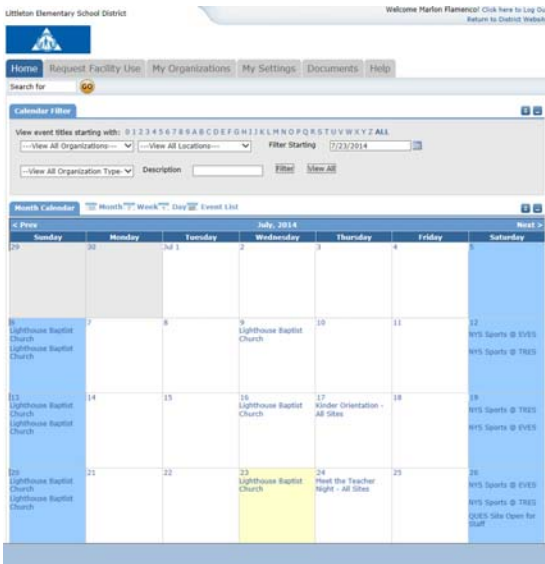 Littleton Elementary School District
Welcome Marlon Flamenco! Click here to Log Ou
Return to District Websit
Home Request Facility Use My Organizations My Settings Documents Help
Search for GO
Calendar Filter
View event titles starting with: 0 1 2 3 4 5 6 7 8 9 A B C D E F G H I J K L M N O P Q R S T U V W X Y Z ALL
---View All Organizations--- ---View All Locations--- Filter Starting 7/23/2014
--View All Organization Type- Description Filter View All
Month Calendar Month Week Day Event List
< Prev July, 2014 Next >
Sunday Monday Tuesday Wednesday Thursday Friday Saturday
29 30 Jul 1 2 3 4 5
6 7 8 9 10 11 12
Lighthouse Baptist Church
Lighthouse Baptist Church
Lighthouse Baptist Church
NYS Sports @ EVES
NYS Sports @ TRES
13 14 15 16 17 18 19
Lighthouse Baptist Church
Lighthouse Baptist Church
Lighthouse Baptist Church
Kinder Orientation - All Sites
NYS Sports @ TRES
NYS Sports @ EVES
20 21 22 23 24 25 26
Lighthouse Baptist Church
Lighthouse Baptist Church
Lighthouse Baptist Church
Meet the Teacher Night - All Sites
NYS Sports @ EVES
NYS Sports @ TRES
QUES Site Open for Staff